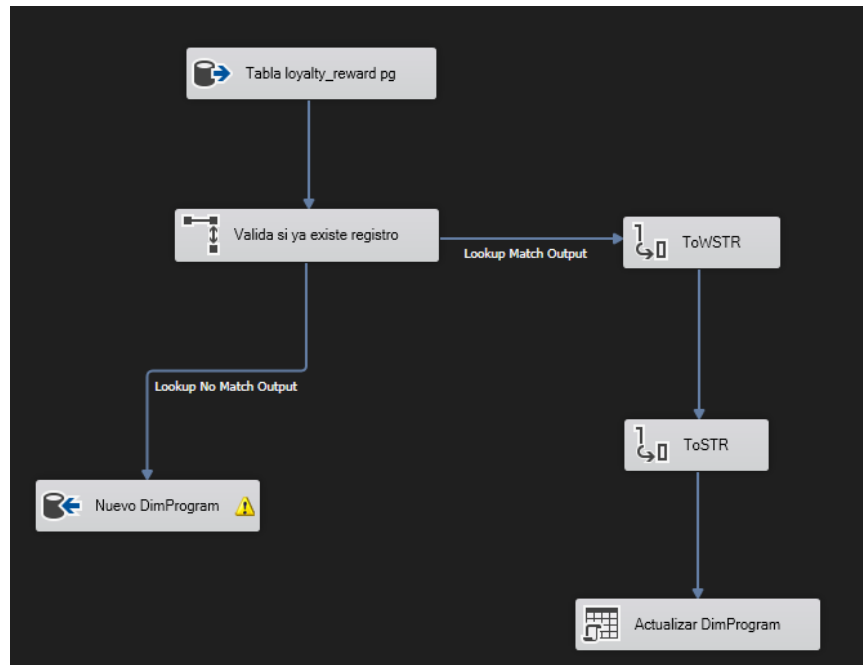 Tabla loyalty_reward pg
Valida si ya existe registro
Lookup Match Output
ToWSTR
Lookup No Match Output
ToSTR
Nuevo DimProgram
Actualizar DimProgram